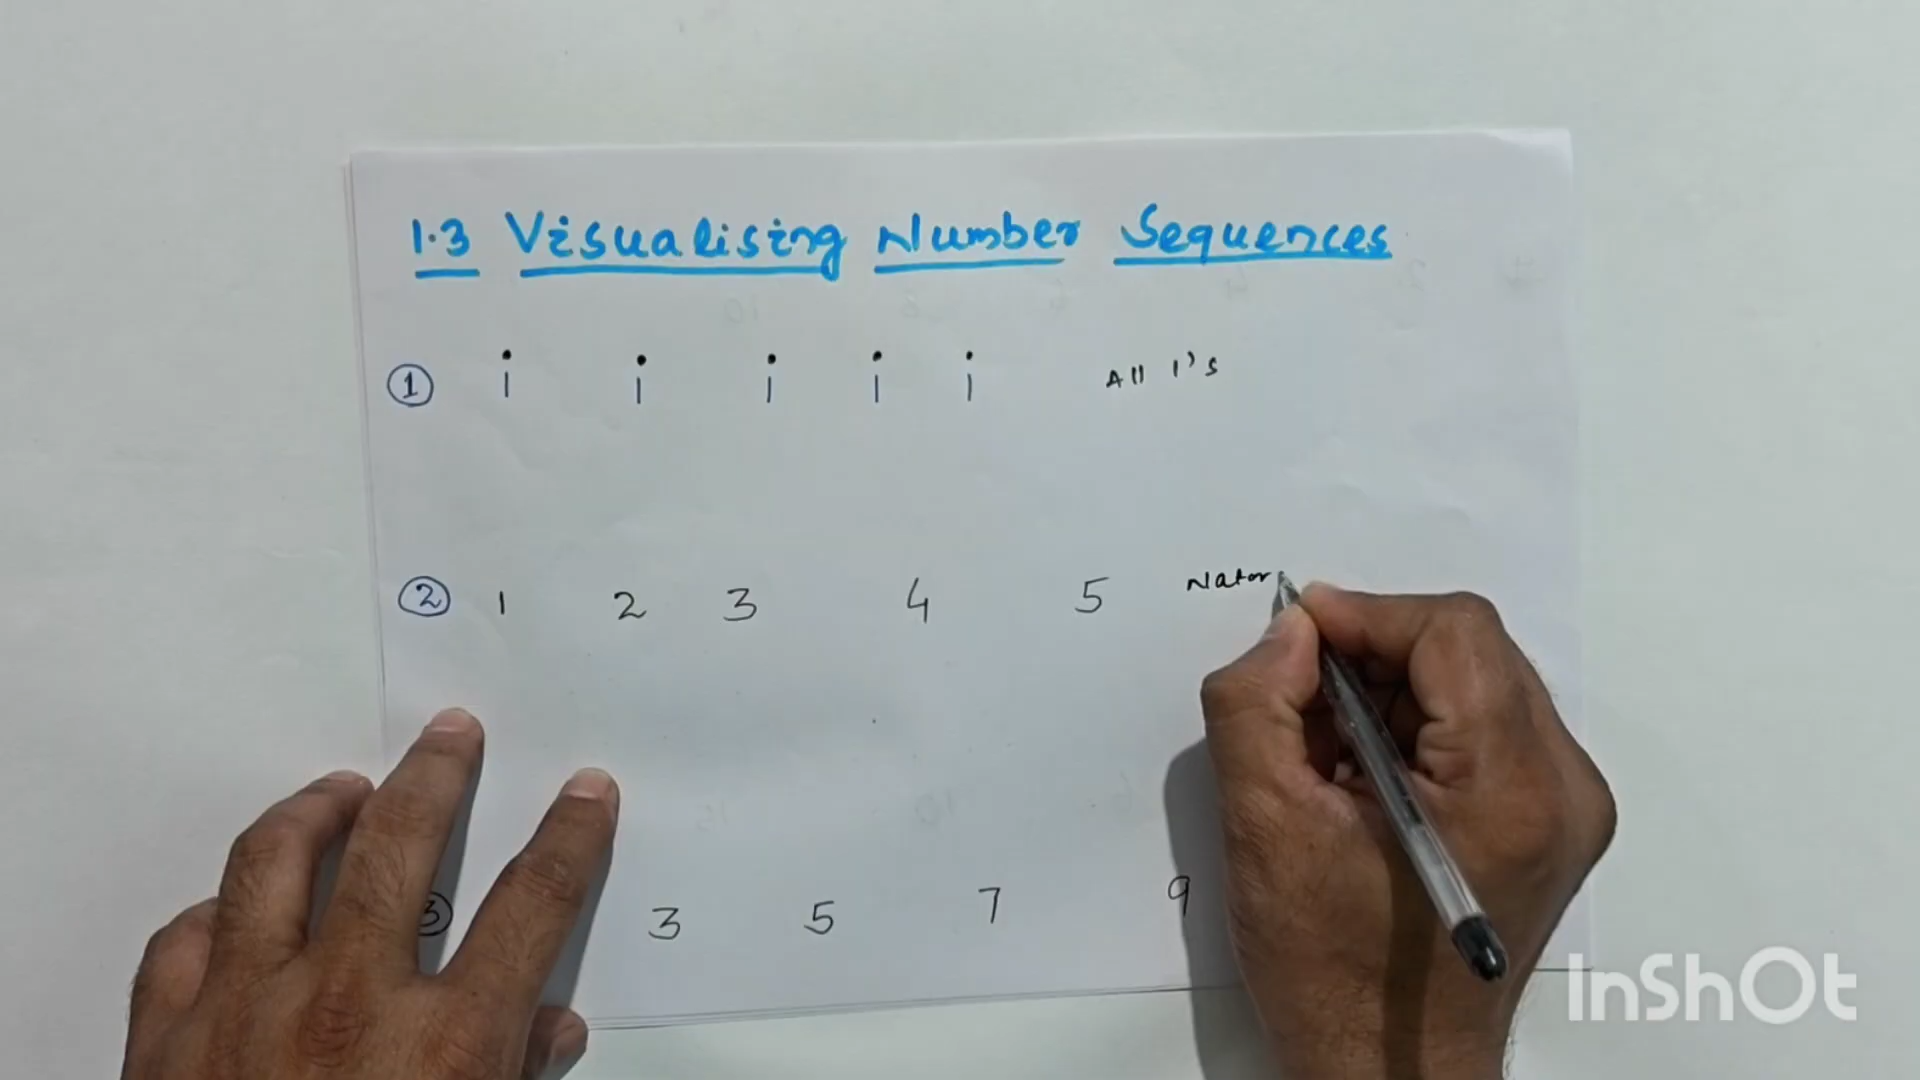 1.3 Visualising Number Sequences
1 1 1 1 1 1 All 1's
2 1 2 3 4 5 Natur
3 3 5 7 9
InShOt